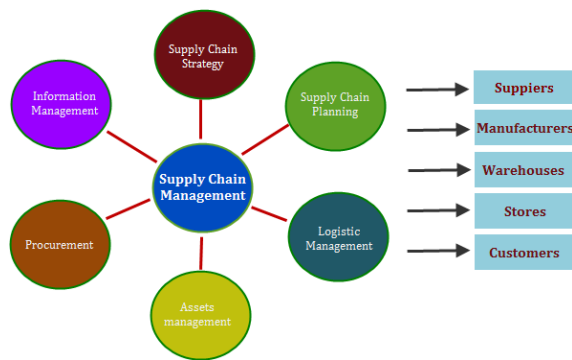 Supply Chain
Strategy
Information
Management
Supply Chain
Planning
Supply Chain
Management
Procurement
Logistic
Management
Assets
management
Suppiers
Manufacturers
Warehouses
Stores
Customers